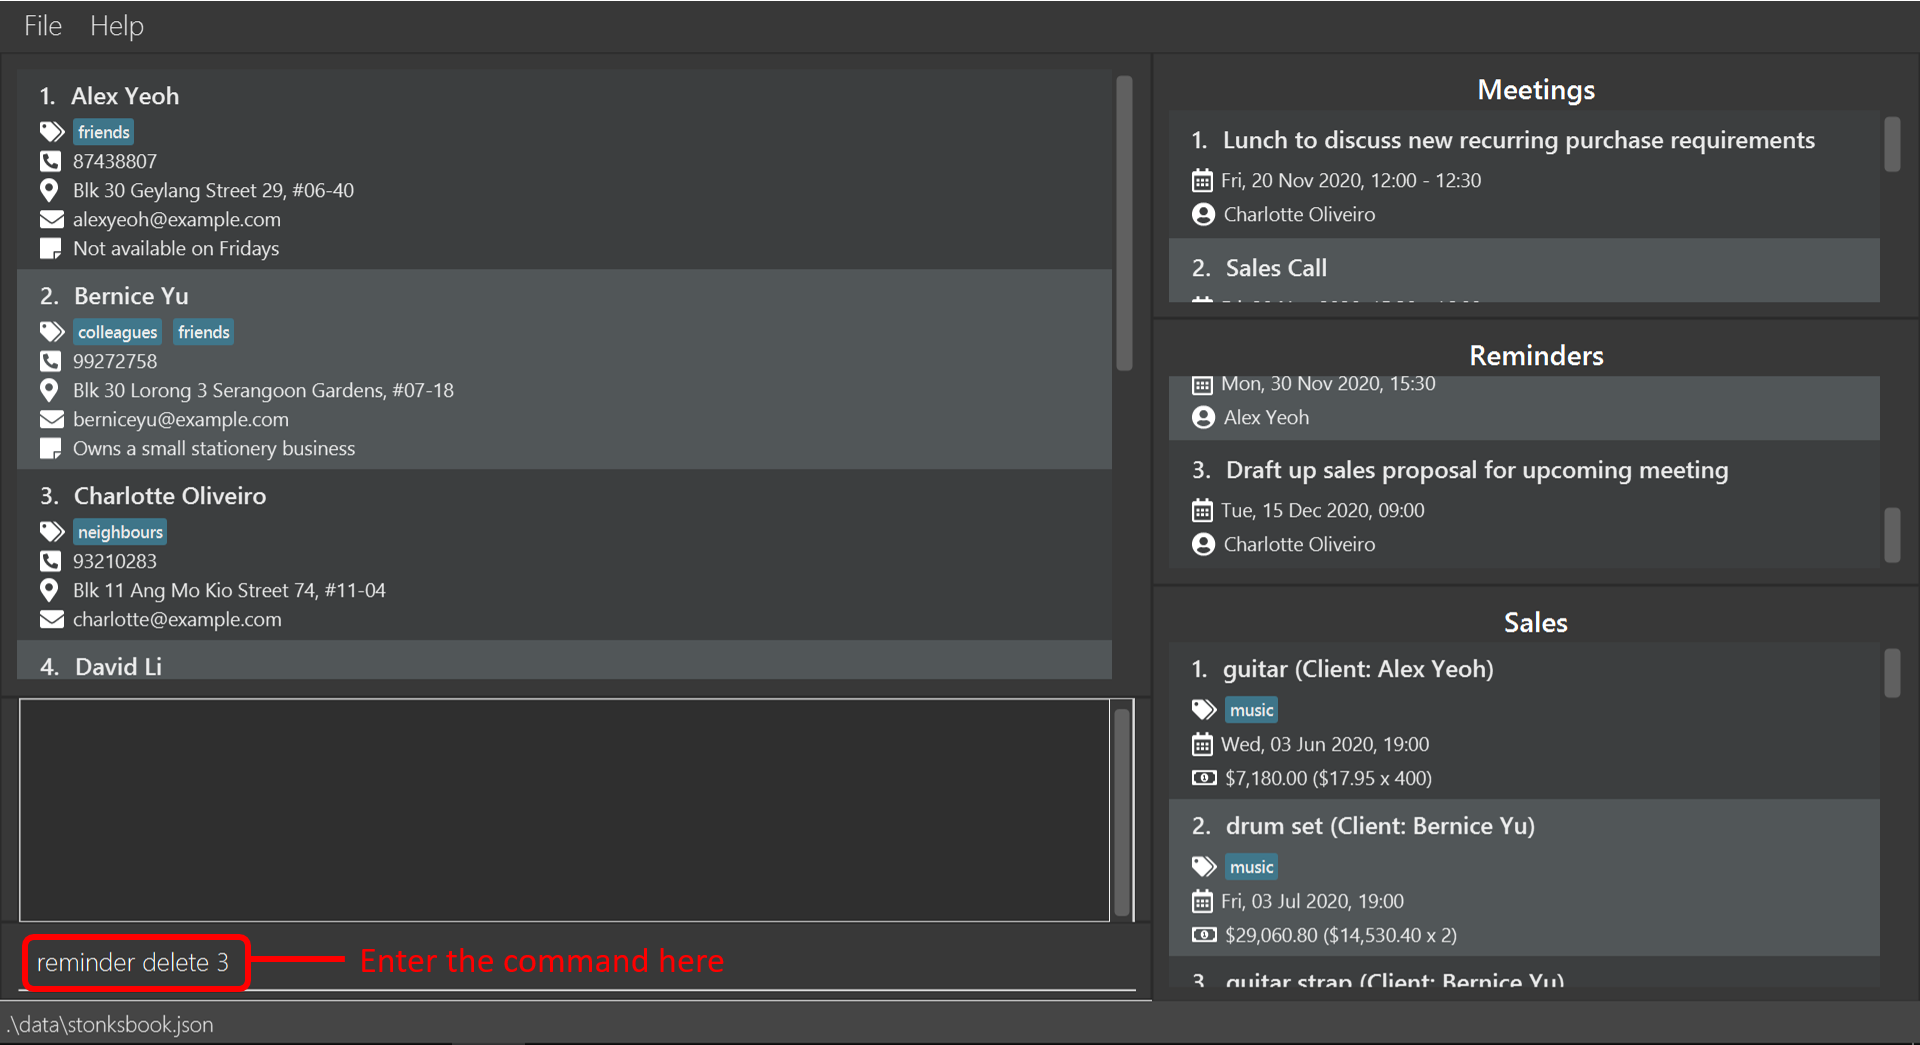 File Help
1. Alex Yeoh
friends
87438807
Blk 30 Geylang Street 29, #06-40
alexyeoh@example.com
Not available on Fridays
2. Bernice Yu
colleagues friends
99272758
Blk 30 Lorong 3 Serangoon Gardens, #07-18
berniceyu@example.com
Owns a small stationery business
3. Charlotte Oliveiro
neighbours
93210283
Blk 11 Ang Mo Kio Street 74, #11-04
charlotte@example.com
4. David Li
reminder delete 3
Enter the command here
Meetings
1. Lunch to discuss new recurring purchase requirements
Fri, 20 Nov 2020, 12:00 - 12:30
Charlotte Oliveiro
2. Sales Call
Reminders
Mon, 30 Nov 2020, 15:30
Alex Yeoh
3. Draft up sales proposal for upcoming meeting
Tue, 15 Dec 2020, 09:00
Charlotte Oliveiro
Sales
1. guitar (Client: Alex Yeoh)
music
Wed, 03 Jun 2020, 19:00
$7,180.00 ($17.95 x 400)
2. drum set (Client: Bernice Yu)
music
Fri, 03 Jul 2020, 19:00
$29,060.80 ($14,530.40 x 2)
3. guitar strap (Client: Bernice Yu)
.\data\stonksbook.json